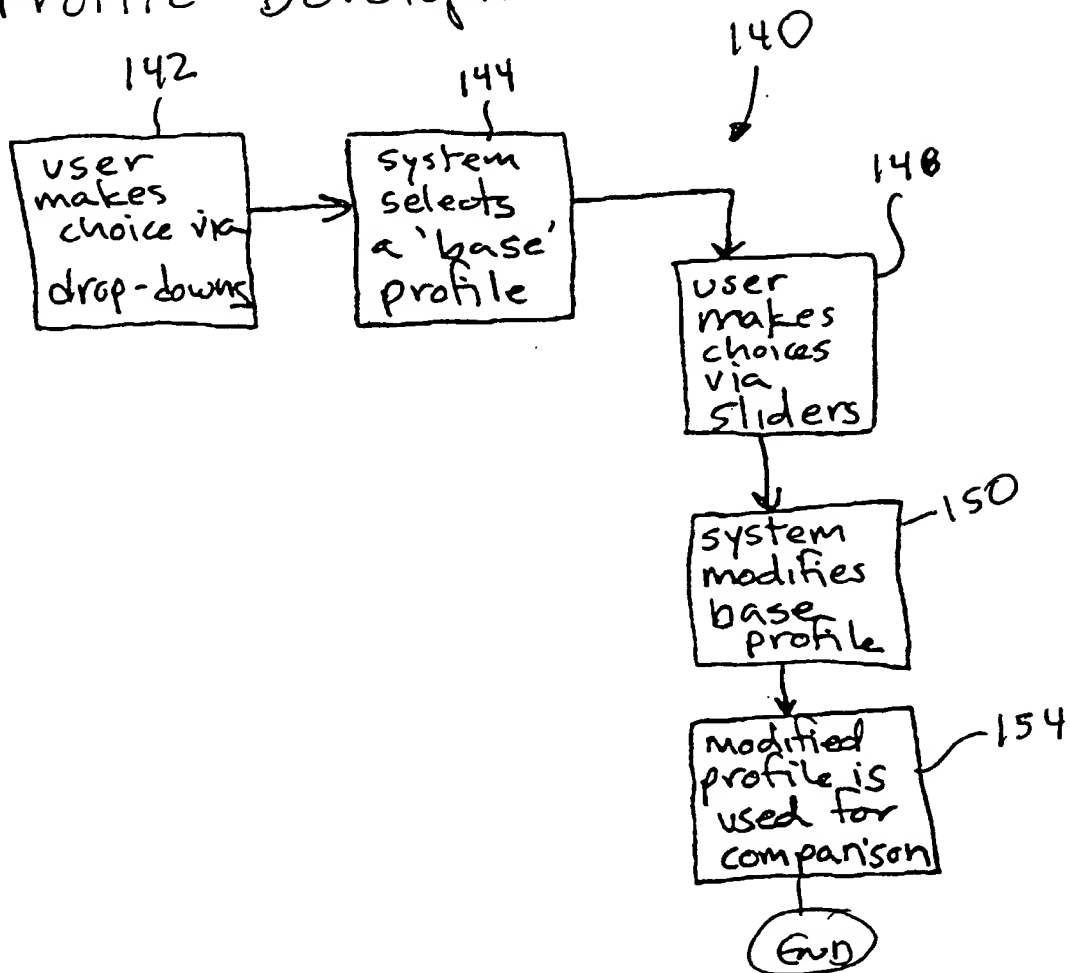 Profile Develop
140
142
144
user
makes
choice via
drop-downs
system
selects
a 'base'
profile
148
user
makes
choices
via
sliders
150
system
modifies
base
profile
154
modified
profile is
used for
comparison
END